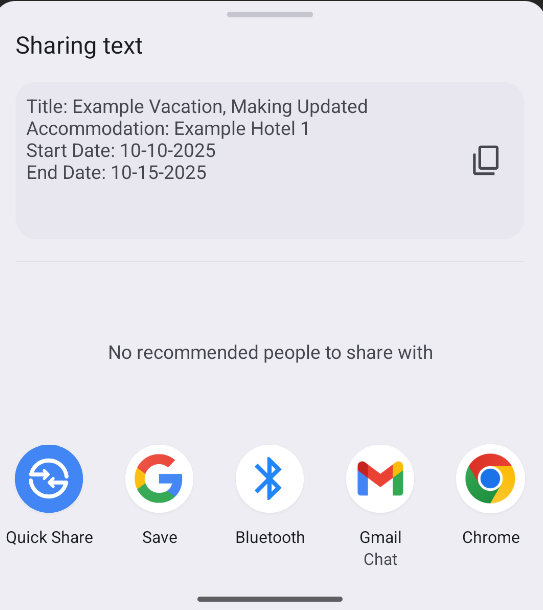 Sharing text
Title: Example Vacation, Making Updated
Accommodation: Example Hotel 1
Start Date: 10-10-2025
End Date: 10-15-2025
No recommended people to share with
Quick Share
Save
Bluetooth
Gmail
Chat
Chrome